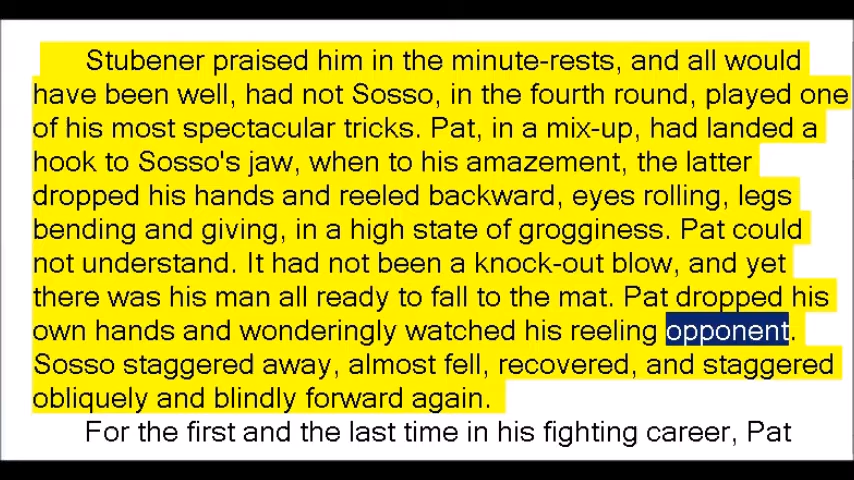 Stubener praised him in the minute-rests, and all would
have been well, had not Sosso, in the fourth round, played one
of his most spectacular tricks. Pat, in a mix-up, had landed a
hook to Sosso's jaw, when to his amazement, the latter
dropped his hands and reeled backward, eyes rolling, legs
bending and giving, in a high state of grogginess. Pat could
not understand. It had not been a knock-out blow, and yet
there was his man all ready to fall to the mat. Pat dropped his
own hands and wonderingly watched his reeling opponent.
Sosso staggered away, almost fell, recovered, and staggered
obliquely and blindly forward again.
For the first and the last time in his fighting career, Pat